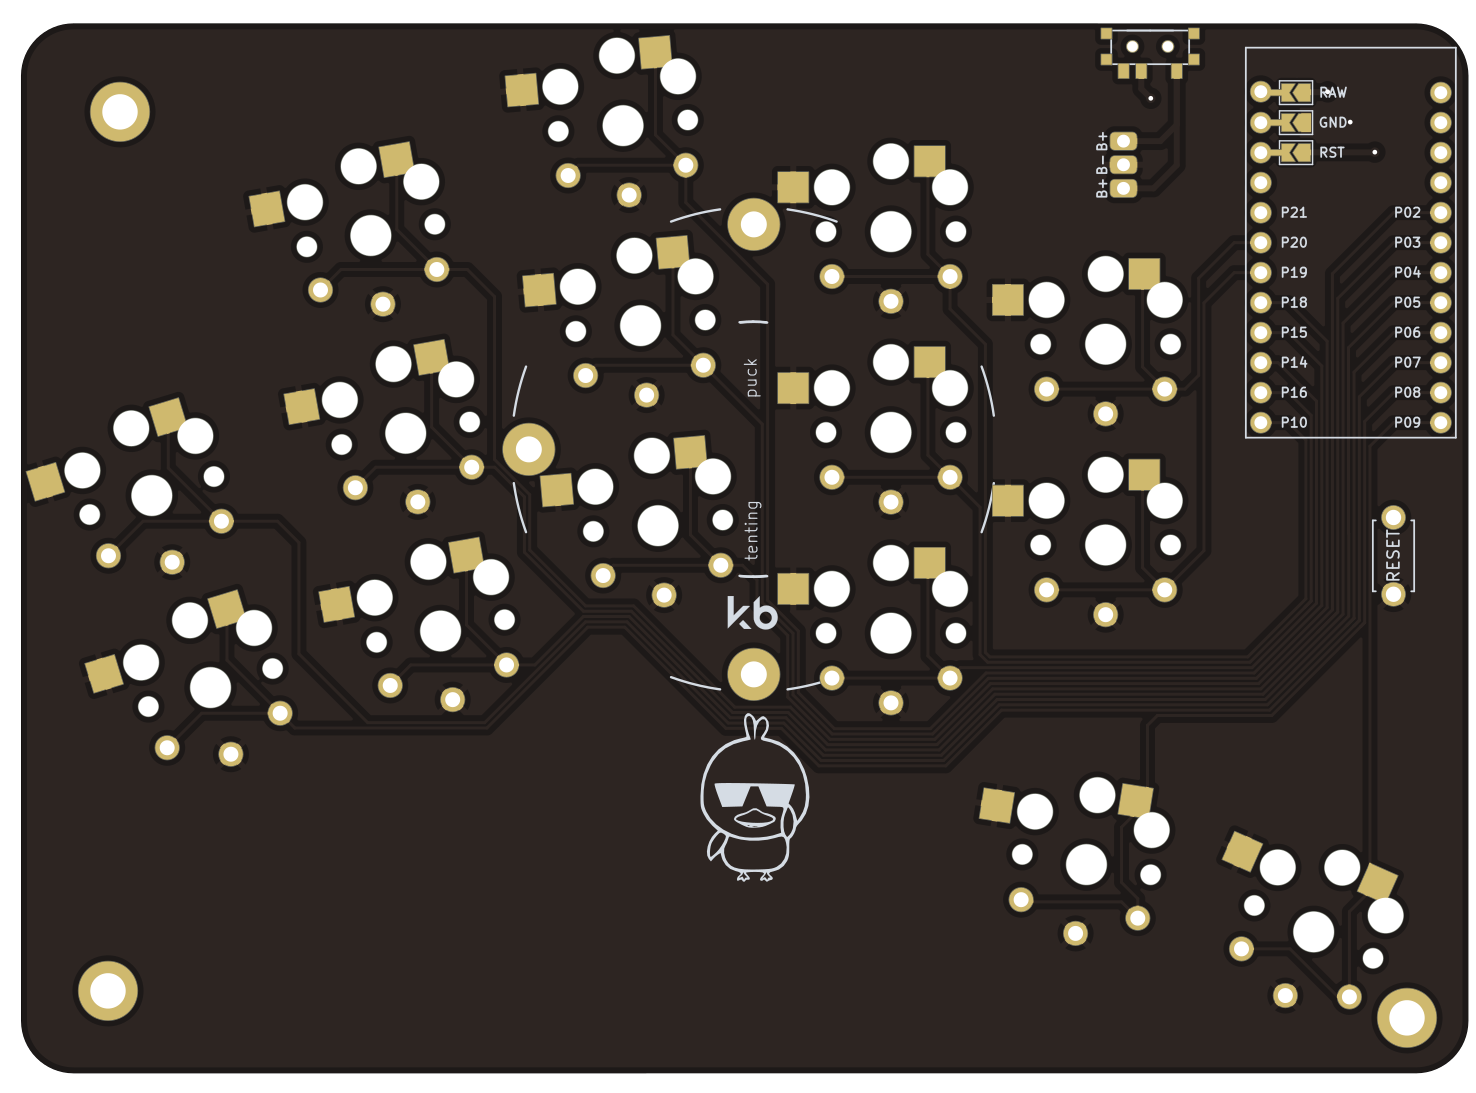 RAW
GND
RST
B+
B-
B+
P21 P02
P20 P03
P19 P04
P18 P05
P15 P06
P14 P07
P16 P08
P10 P09
puck
tenting
RESET
kb